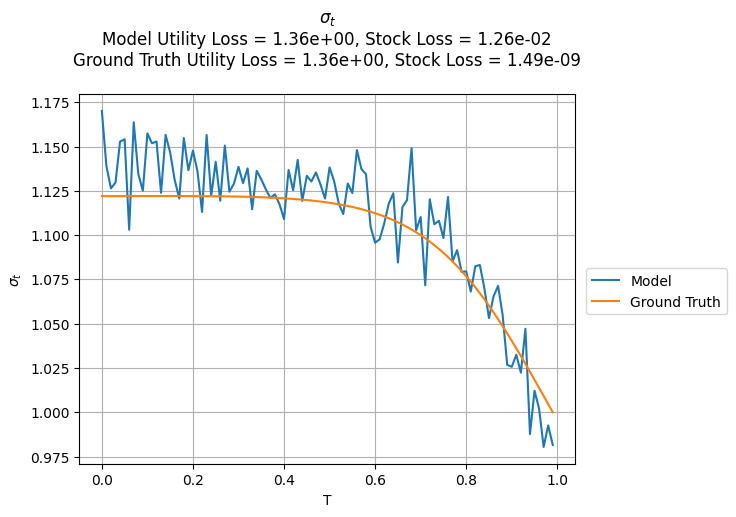 σt
Model Utility Loss = 1.36e+00, Stock Loss = 1.26e-02
Ground Truth Utility Loss = 1.36e+00, Stock Loss = 1.49e-09
1.175
1.150
1.125
1.100
1.075
1.050
1.025
1.000
0.975
σt
0.0 0.2 0.4 0.6 0.8 1.0
T
Model
Ground Truth